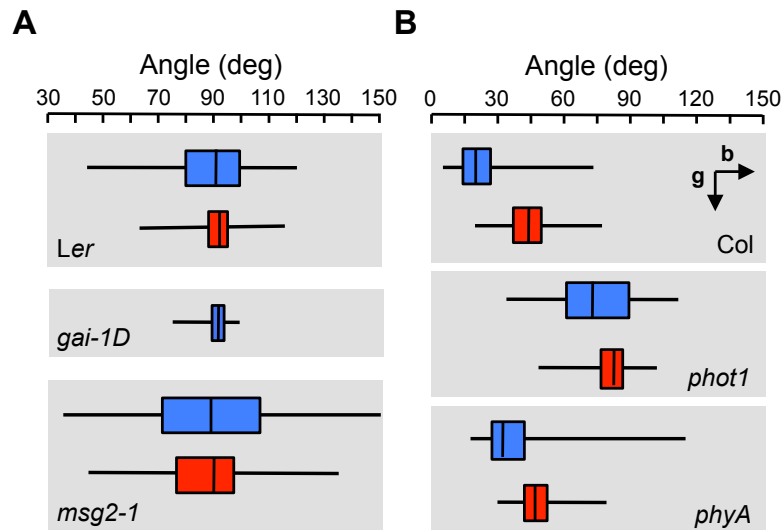 A
Angle (deg)
30 50 70 90 110 130 150
Ler
gai-1D
msg2-1
B
Angle (deg)
0 30 60 90 120 150
b
g
Col
phot1
phyA